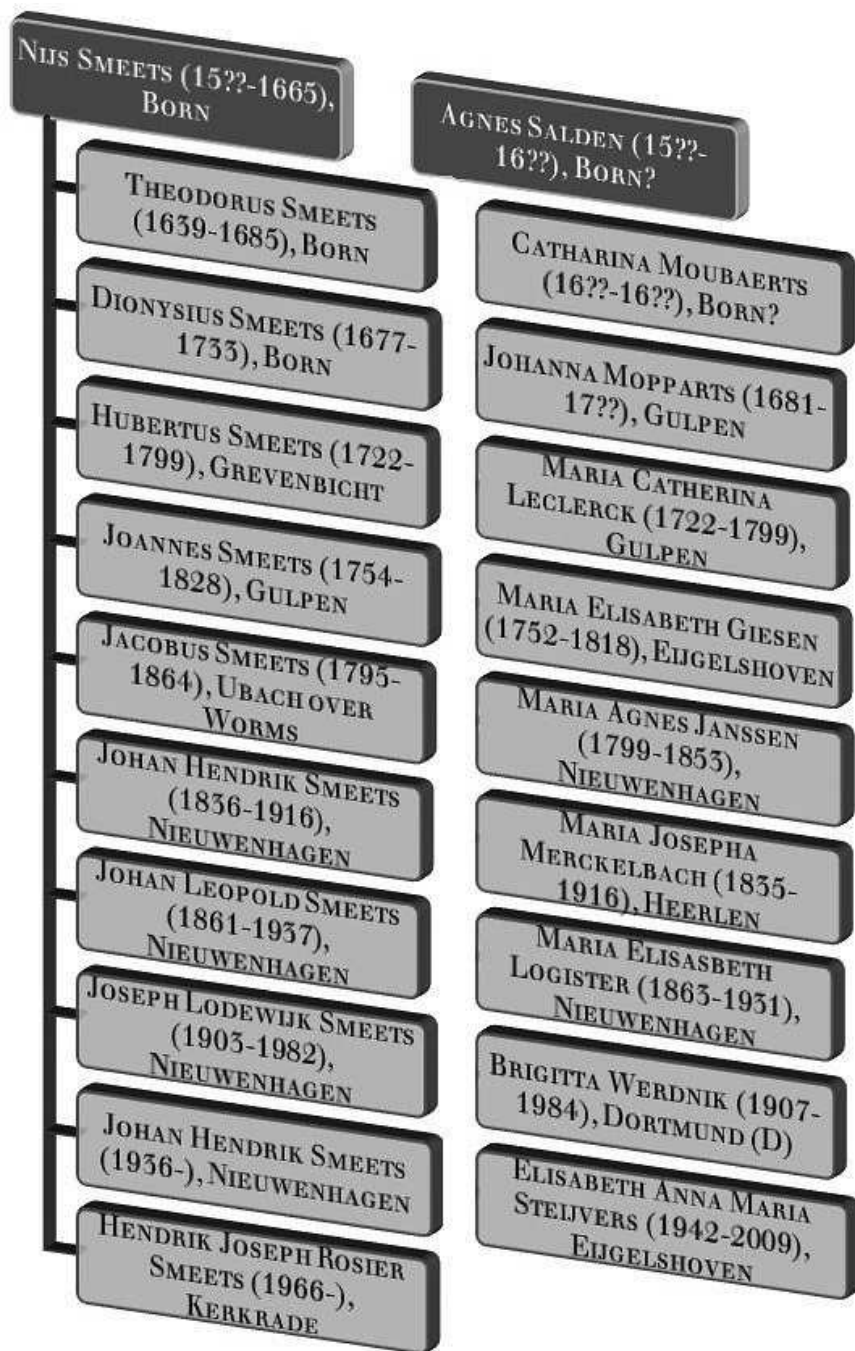 Nijs Smeets (15??-1665),
Born
Theodorus Smeets
(1639-1685), Born
Dionysius Smeets (1677-
1733), Born
Hubertus Smeets (1722-
1799), Grevenbicht
Joannes Smeets (1754-
1828), Gulpen
Jacobus Smeets (1795-
1864), Ubach over
Worms
Johan Hendrik Smeets
(1836-1916),
Nieuwenhagen
Johan Leopold Smeets
(1861-1937),
Nieuwenhagen
Joseph Lodewijk Smeets
(1903-1982),
Nieuwenhagen
Johan Hendrik Smeets
(1936-), Nieuwenhagen
Hendrik Joseph Rosier
Smeets (1966-),
Kerkrade
Agnes Salden (15??-
16??), Born?
Catharina Moubaerts
(16??-16??), Born?
Johanna Mopparts (1681-
17??), Gulpen
Maria Catherina
Leclerck (1722-1799),
Gulpen
Maria Elisabeth Giesen
(1752-1818), Eijgelshoven
Maria Agnes Janssen
(1799-1853),
Nieuwenhagen
Maria Josepha
Merckelbach (1835-
1916), Heerlen
Maria Elisasbeth
Logister (1863-1931),
Nieuwenhagen
Brigitta Werdnik (1907-
1984), Dortmund (D)
Elisabeth Anna Maria
Steijvers (1942-2009),
Eijgelshoven